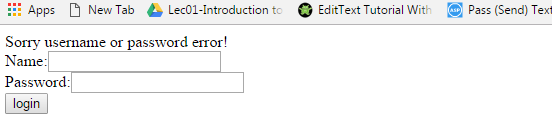 Apps New Tab Lec01-Introduction to EditText Tutorial With ASP Pass (Send) Text
Sorry username or password error!
Name:
Password:
login